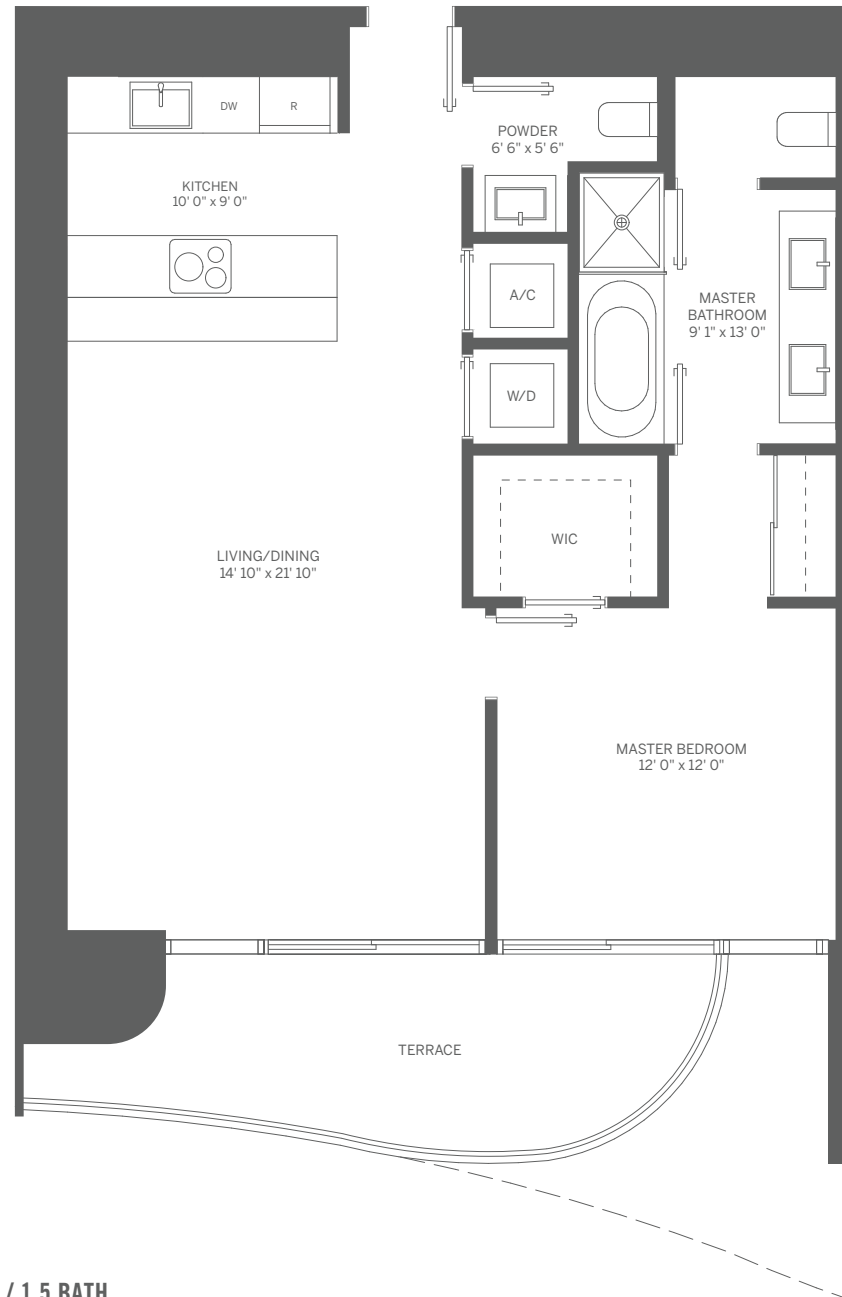 DW
R
POWDER
6' 6" x 5' 6"
KITCHEN
10' 0" x 9' 0"
A/C
MASTER
BATHROOM
9' 1" x 13' 0"
W/D
WIC
LIVING/DINING
14' 10" x 21' 10"
MASTER BEDROOM
12' 0" x 12' 0"
TERRACE
/ 1.5 BATH